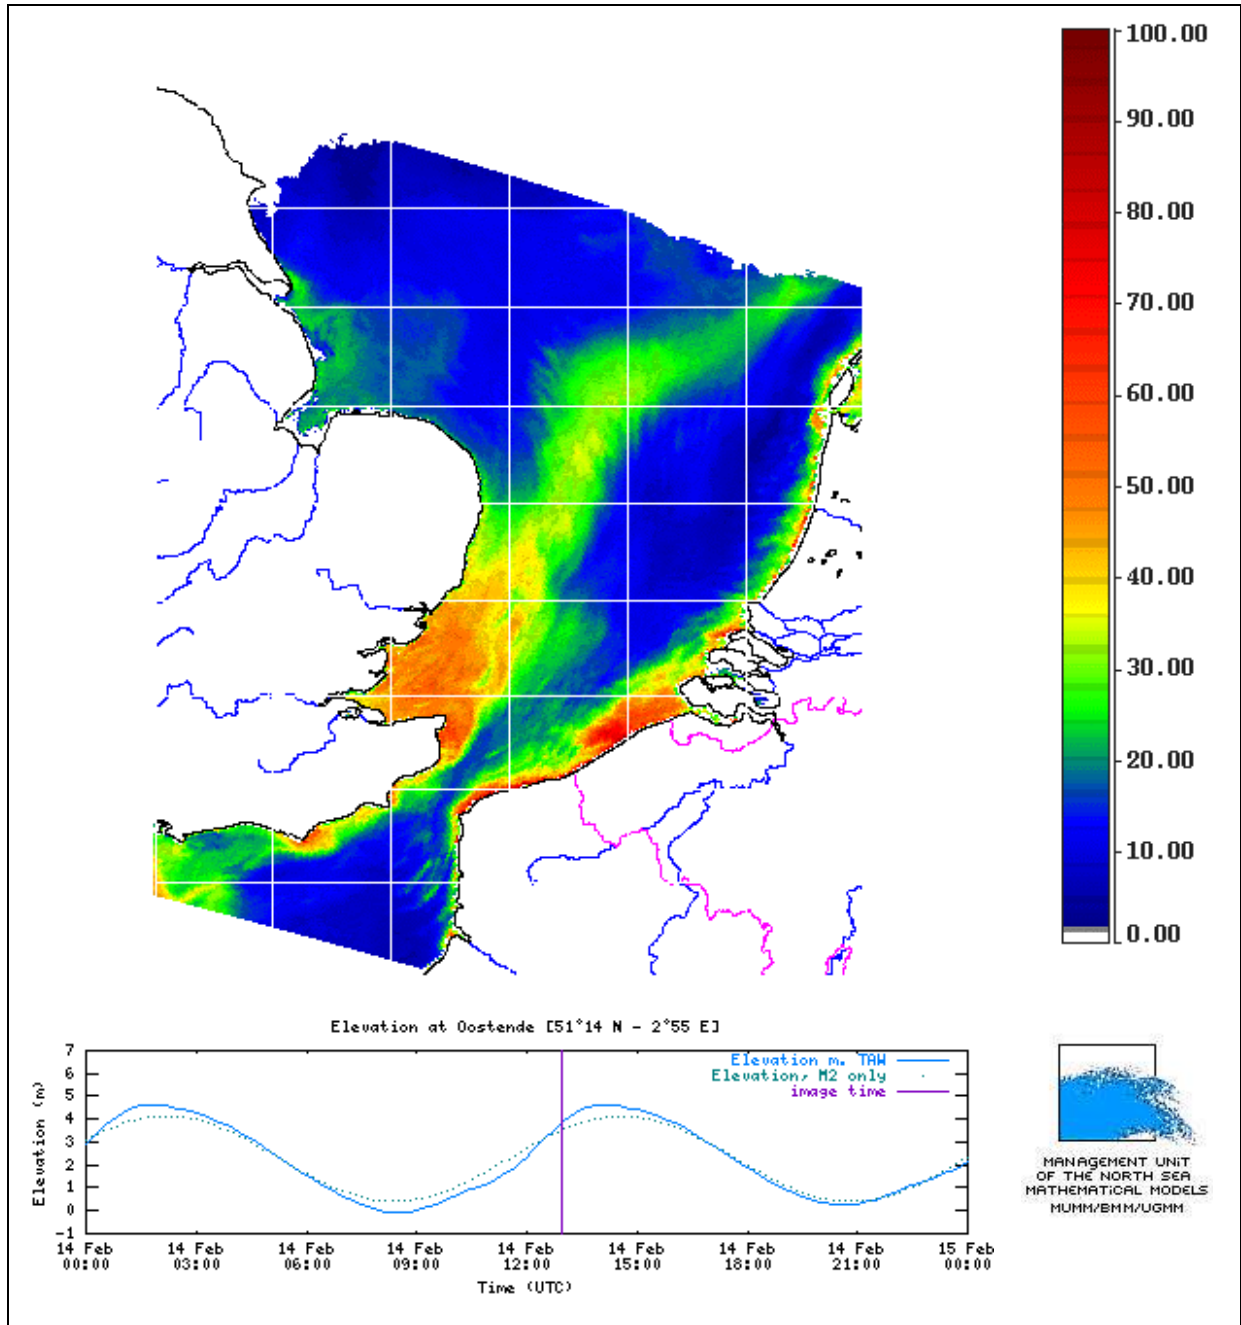 100.00
90.00
80.00
70.00
60.00
50.00
40.00
30.00
20.00
10.00
0.00
Elevation at Oostende [51°14 N - 2°55 E]
Elevation m. TAW
Elevation, M2 only
image time
Elevation (m)
7
6
5
4
3
2
1
0
-1
14 Feb 14 Feb 14 Feb 14 Feb 14 Feb 14 Feb 14 Feb 14 Feb 15 Feb
00:00 03:00 06:00 09:00 12:00 15:00 18:00 21:00 00:00
Time (UTC)
MANAGEMENT UNiT
OF THE NORTH SEA
MATHEMATiCAL MODELS
MUMM/BMM/UGMM